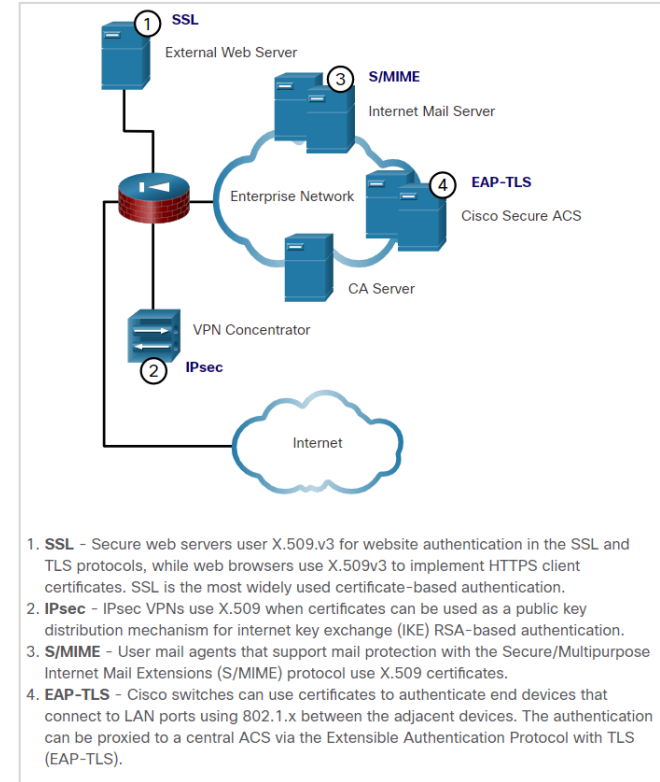 1 SSL
External Web Server
3 S/MIME
Internet Mail Server
4 EAP-TLS
Enterprise Network
Cisco Secure ACS
CA Server
VPN Concentrator
2 IPsec
Internet
1. SSL - Secure web servers user X.509.v3 for website authentication in the SSL and
TLS protocols, while web browsers use X.509v3 to implement HTTPS client
certificates. SSL is the most widely used certificate-based authentication.
2. IPsec - IPsec VPNs use X.509 when certificates can be used as a public key
distribution mechanism for internet key exchange (IKE) RSA-based authentication.
3. S/MIME - User mail agents that support mail protection with the Secure/Multipurpose
Internet Mail Extensions (S/MIME) protocol use X.509 certificates.
4. EAP-TLS - Cisco switches can use certificates to authenticate end devices that
connect to LAN ports using 802.1.x between the adjacent devices. The authentication
can be proxied to a central ACS via the Extensible Authentication Protocol with TLS
(EAP-TLS).